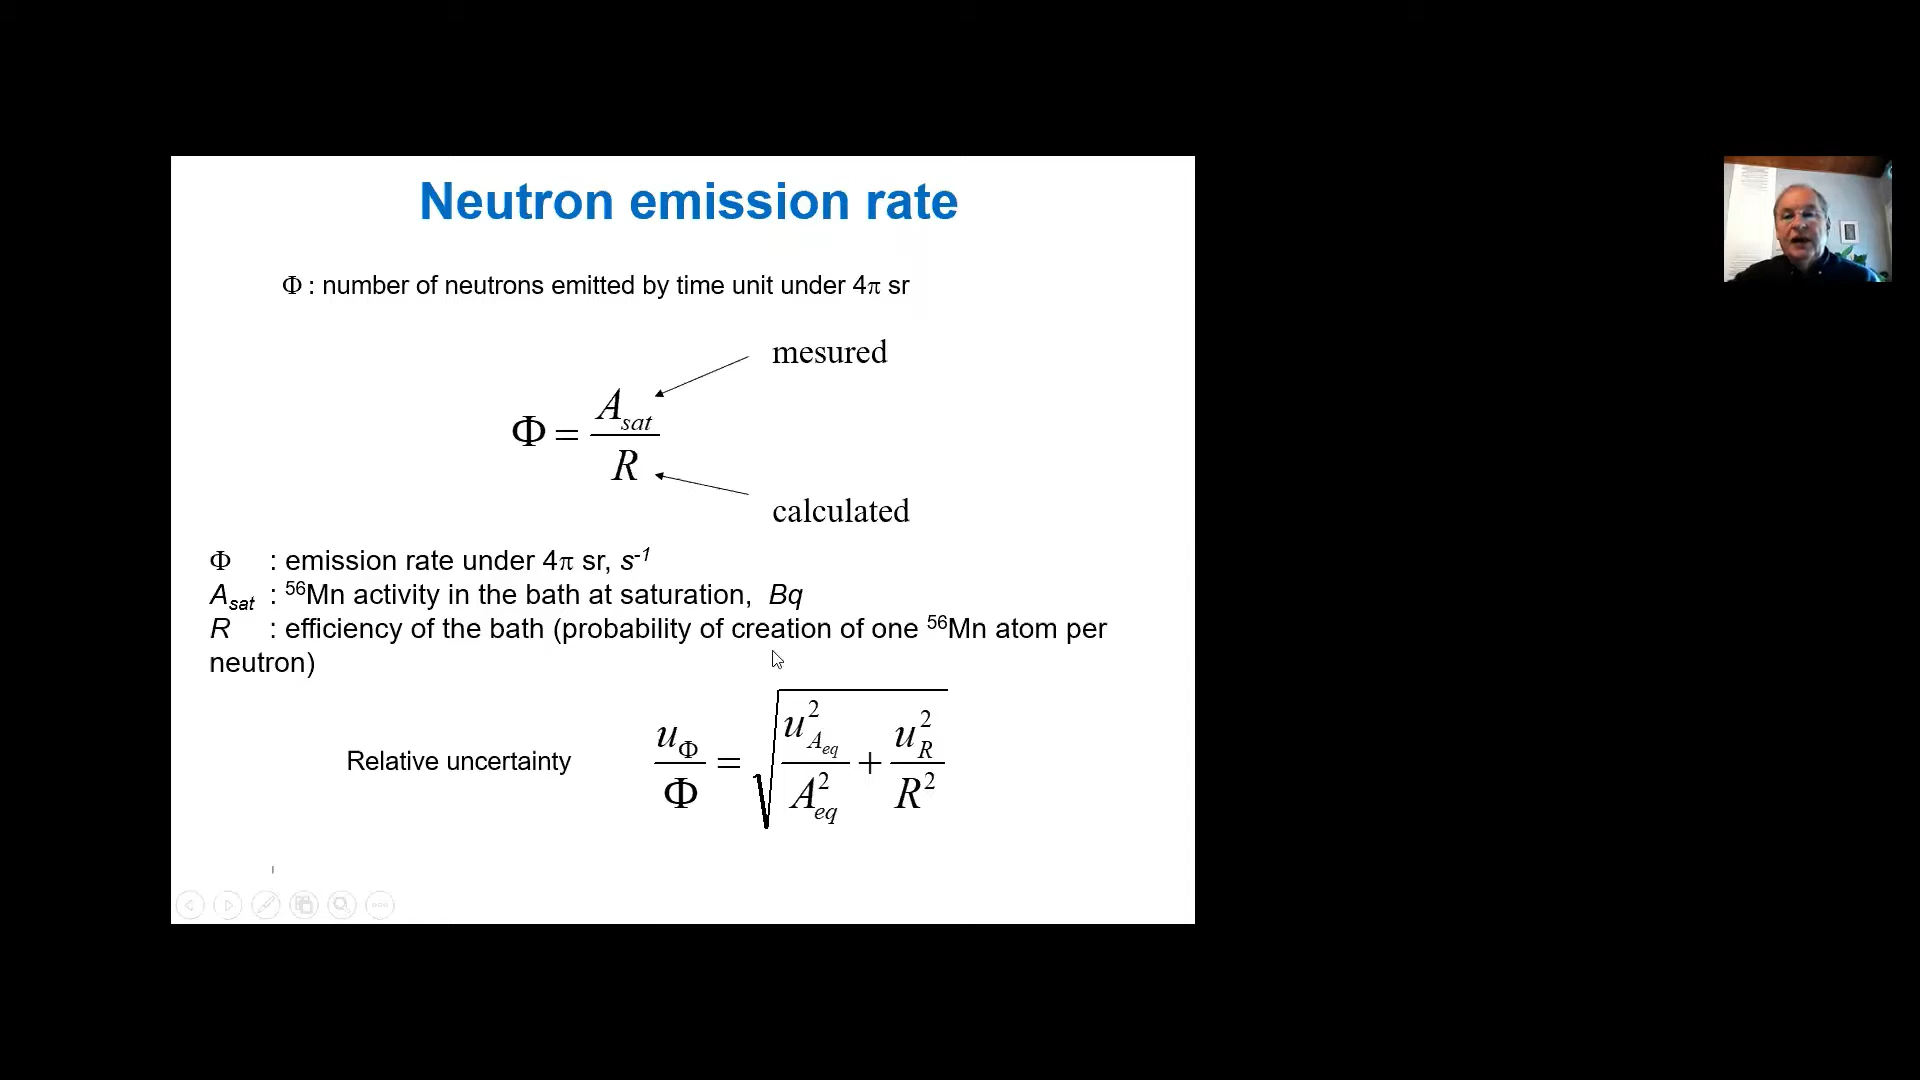 Neutron emission rate
Φ : number of neutrons emitted by time unit under 4π sr
mesured
Φ = A_sat / R
calculated
Φ : emission rate under 4π sr, s⁻¹
A_sat : ⁵⁶Mn activity in the bath at saturation, Bq
R : efficiency of the bath (probability of creation of one ⁵⁶Mn atom per
neutron)
Relative uncertainty u_Φ / Φ = √(u²_A_eq / A²_eq + u²_R / R²)